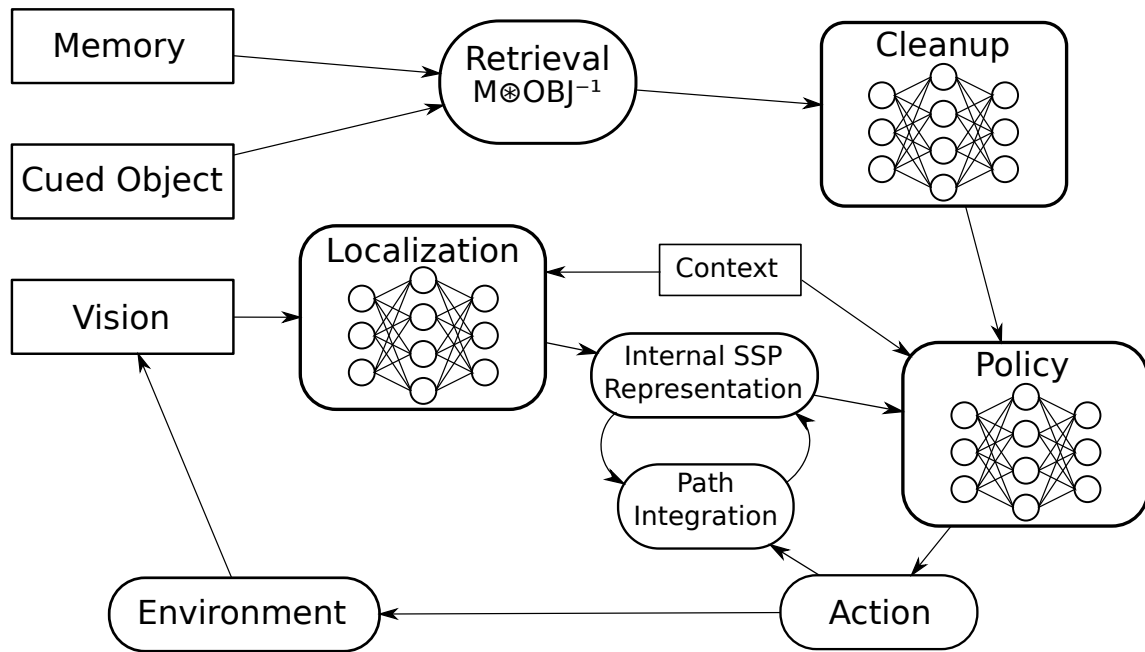 Memory
Retrieval
M⊛OBJ⁻¹
Cleanup
Cued Object
Localization
Context
Vision
Internal SSP
Representation
Policy
Path
Integration
Environment
Action